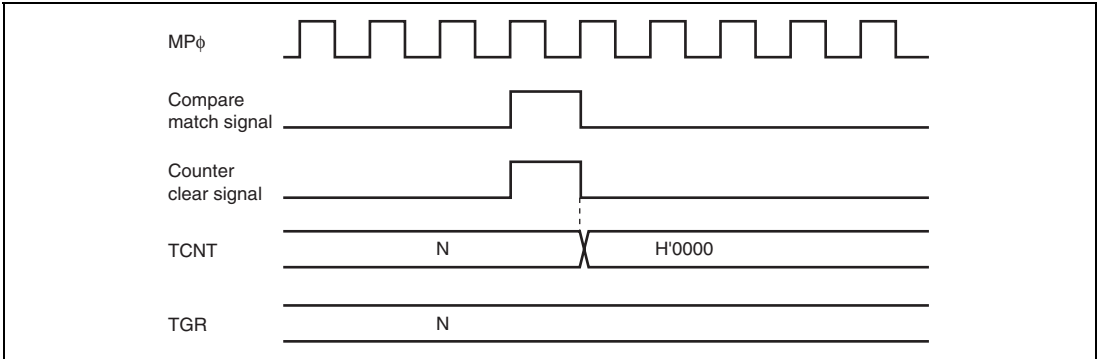 MPφ
Compare
match signal
Counter
clear signal
TCNT
N
H'0000
TGR
N